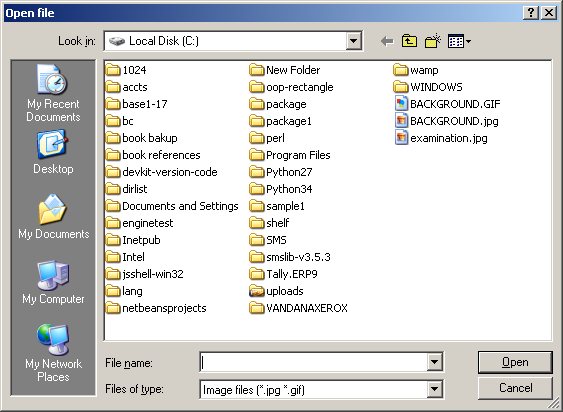 Open file
Look in:
Local Disk (C:)
My Recent
Documents
Desktop
My Documents
My Computer
My Network
Places
1024
accts
base1-17
bc
book bakup
book references
devkit-version-code
dirlist
Documents and Settings
enginetest
Inetpub
Intel
jsshell-win32
lang
netbeansprojects
New Folder
oop-rectangle
package
package1
perl
Program Files
Python27
Python34
sample1
shelf
SMS
smslib-v3.5.3
Tally.ERP9
uploads
VANDANAXEROX
wamp
WINDOWS
BACKGROUND.GIF
BACKGROUND.jpg
examination.jpg
File name:
Open
Files of type:
Image files (*.jpg *.gif)
Cancel